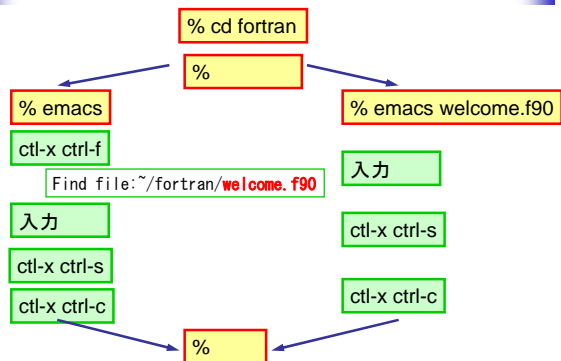 % cd fortran
%
% emacs
ctl-x ctrl-f
Find file:~/fortran/welcome.f90
入力
ctl-x ctrl-s
ctl-x ctrl-c
% emacs welcome.f90
入力
ctl-x ctrl-s
ctl-x ctrl-c
%